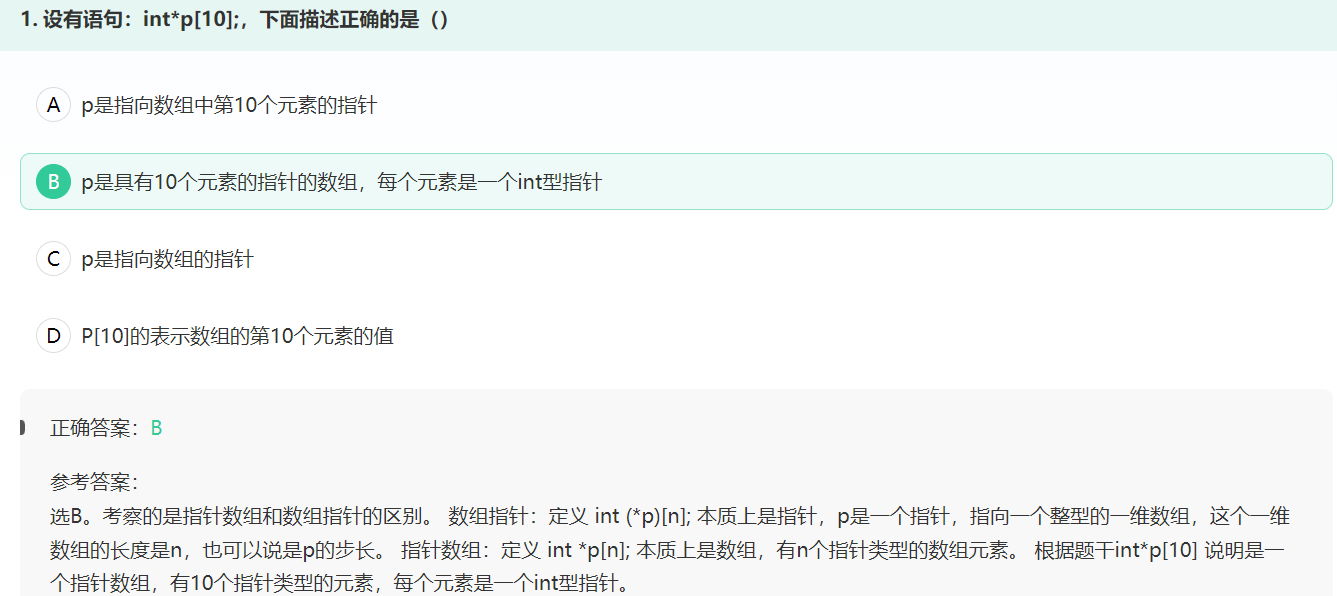 1. 设有语句：int*p[10];，下面描述正确的是（）
A p是指向数组中第10个元素的指针
B p是具有10个元素的指针的数组，每个元素是一个int型指针
C p是指向数组的指针
D P[10]的表示数组的第10个元素的值
正确答案：B
参考答案：
选B。考察的是指针数组和数组指针的区别。 数组指针：定义 int (*p)[n]; 本质上是指针，p是一个指针，指向一个整型的一维数组，这个一维
数组的长度是n，也可以说是p的步长。 指针数组：定义 int *p[n]; 本质上是数组，有n个指针类型的数组元素。 根据题干int*p[10] 说明是一
个指针数组，有10个指针类型的元素，每个元素是一个int型指针。